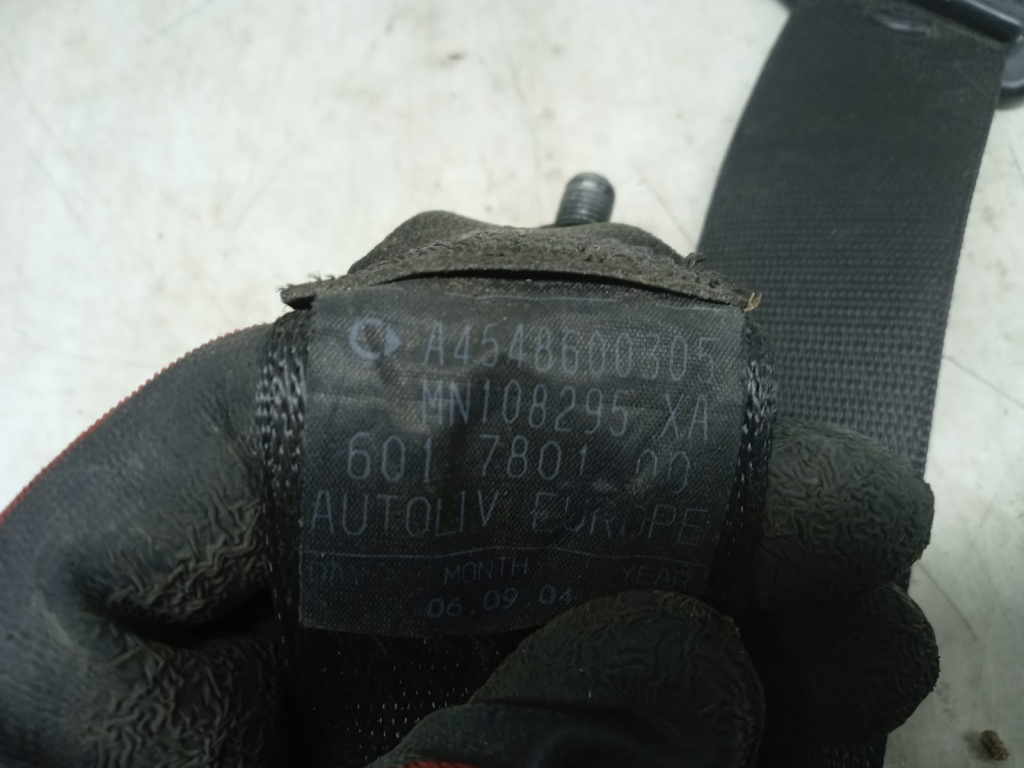 A4548600305
MN108295 XA
601 7801 00
AUTOLIV EUROPE
MONTH YEAR
06.09.04